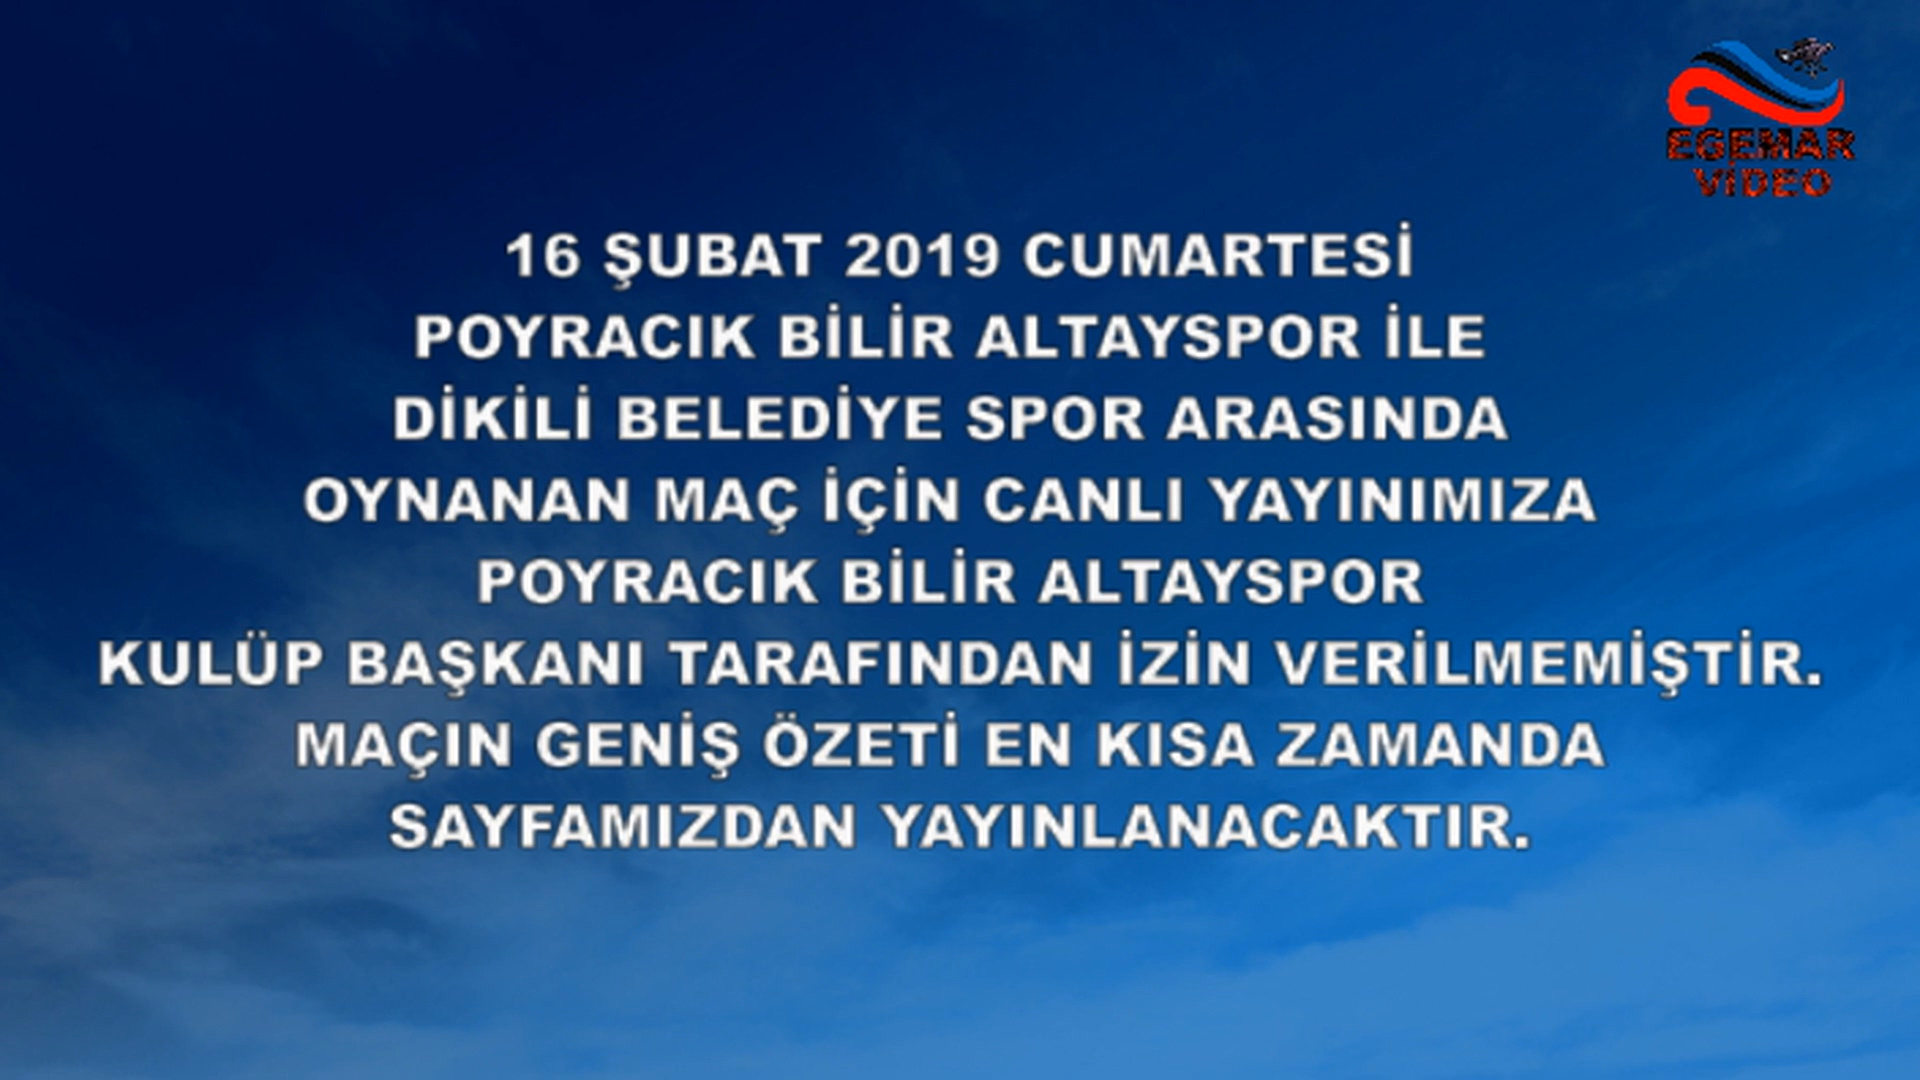 EGEMAR
VİDEO
16 ŞUBAT 2019 CUMARTESİ
POYRACIK BİLİR ALTAYSPOR İLE
DİKİLİ BELEDİYE SPOR ARASINDA
OYNANAN MAÇ İÇİN CANLI YAYINIMIZA
POYRACIK BİLİR ALTAYSPOR
KULÜP BAŞKANI TARAFINDAN İZİN VERİLMEMİŞTİR.
MAÇIN GENİŞ ÖZETİ EN KISA ZAMANDA
SAYFAMIZDAN YAYINLANACAKTIR.